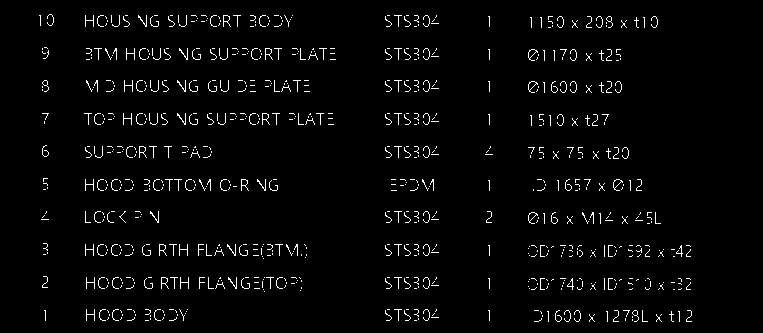 10 HOUSING SUPPORT BODY STS304 1 1150 x 208 x t10
9 BTM HOUSING SUPPORT PLATE STS304 1 Ø1170 x t25
8 MID HOUSING GUIDE PLATE STS304 1 Ø1600 x t20
7 TOP HOUSING SUPPORT PLATE STS304 1 1510 x t27
6 SUPPORT T PAD STS304 4 75 x 75 x t20
5 HOOD BOTTOM O-RING EPDM 1 ID 1657 x Ø12
4 LOCK PIN STS304 2 Ø16 x M14 x 45L
3 HOOD GIRTH FLANGE(BTM.) STS304 1 x t42
2 HOOD GIRTH FLANGE(TOP) STS304 1 OD1740 x ID1510 x t32
1 HOOD BODY STS304 1 ID1600 x 1278L x t12